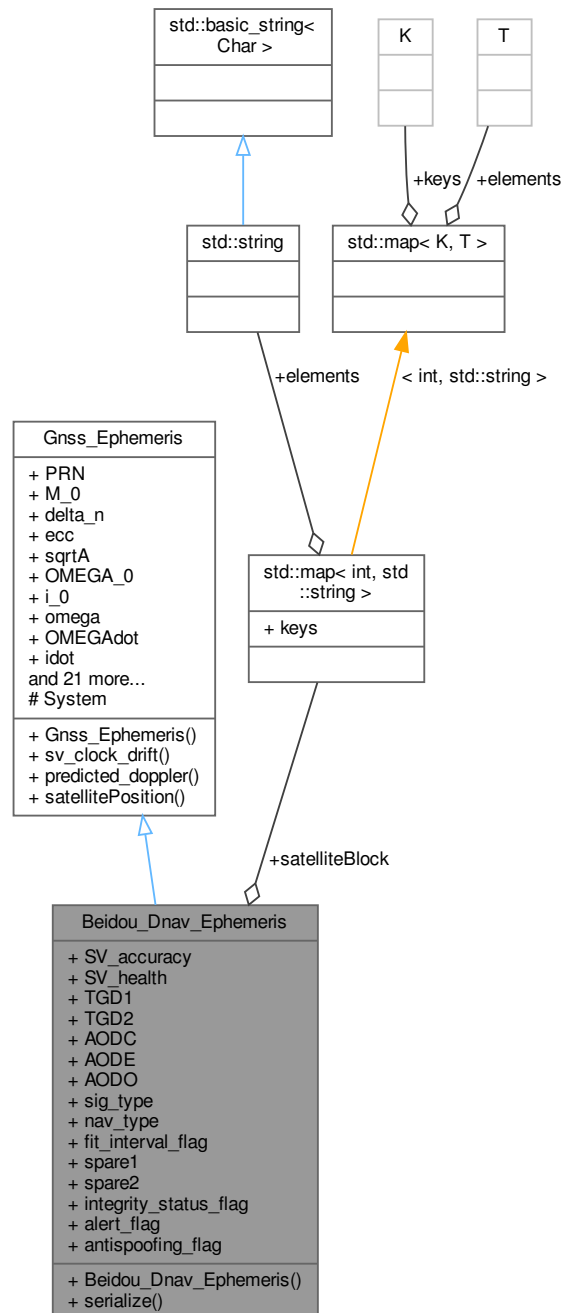 std::basic_string<
Char >
K
T
+keys
+elements
std::string
std::map< K, T >
+elements
< int, std::string >
Gnss_Ephemeris
+ PRN
+ M_0
+ delta_n
+ ecc
+ sqrtA
+ OMEGA_0
+ i_0
+ omega
+ OMEGAdot
+ idot
and 21 more...
# System
+ Gnss_Ephemeris()
+ sv_clock_drift()
+ predicted_doppler()
+ satellitePosition()
std::map< int, std
::string >
+ keys
+satelliteBlock
Beidou_Dnav_Ephemeris
+ SV_accuracy
+ SV_health
+ TGD1
+ TGD2
+ AODC
+ AODE
+ AODO
+ sig_type
+ nav_type
+ fit_interval_flag
+ spare1
+ spare2
+ integrity_status_flag
+ alert_flag
+ antispoofing_flag
+ Beidou_Dnav_Ephemeris()
+ serialize()